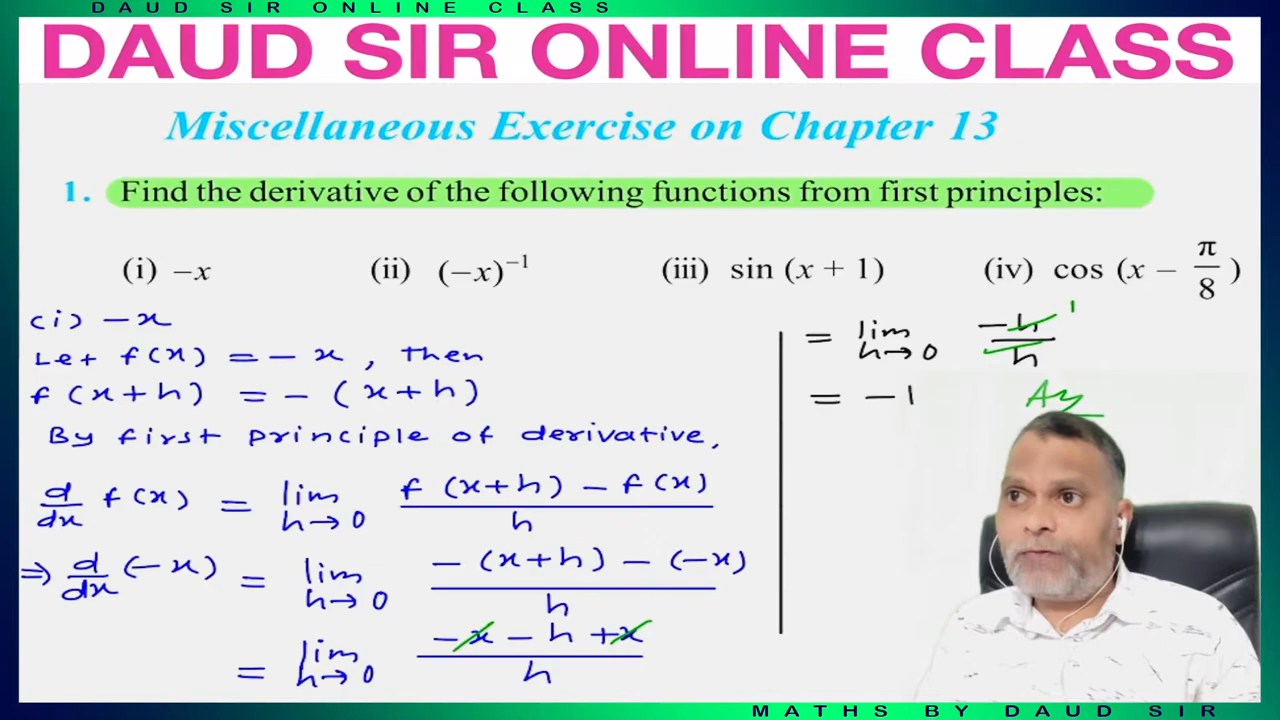 DAUD SIR ONLINE CLASS
DAUD SIR ONLINE CLASS
Miscellaneous Exercise on Chapter 13
1. Find the derivative of the following functions from first principles:
(i) −x (ii) (−x)⁻¹ (iii) sin (x + 1) (iv) cos (x − π/8)
(i) −x
Let f(x) = −x, then
f(x+h) = −(x+h)
By first principle of derivative,
d/dx f(x) = lim h→0 (f(x+h) − f(x))/h
⇒ d/dx (−x) = lim h→0 (−(x+h) − (−x))/h
= lim h→0 (−x − h + x)/h
= lim h→0 −h/h 1
= −1
MATHS BY DAUD SIR